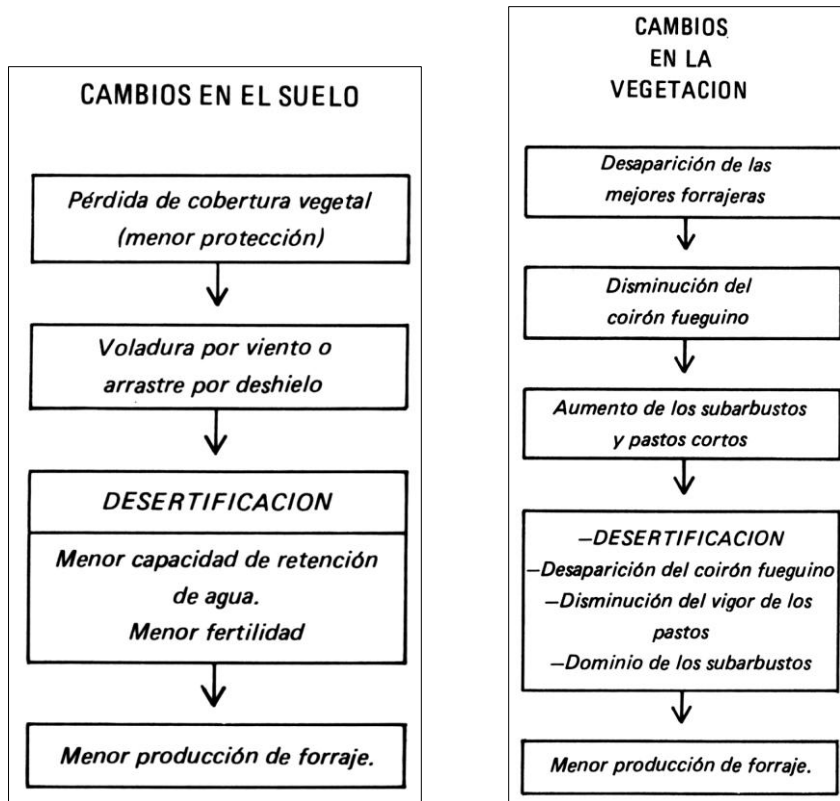 CAMBIOS EN EL SUELO
Pérdida de cobertura vegetal
(menor protección)
Voladura por viento o
arrastre por deshielo
DESERTIFICACION
Menor capacidad de retención
de agua.
Menor fertilidad
Menor producción de forraje.
CAMBIOS
EN LA
VEGETACION
Desaparición de las
mejores forrajeras
Disminución del
coirón fueguino
Aumento de los subarbustos
y pastos cortos
—DESERTIFICACION
—Desaparición del coirón fueguino
—Disminución del vigor de los
pastos
—Dominio de los subarbustos
Menor producción de forraje.